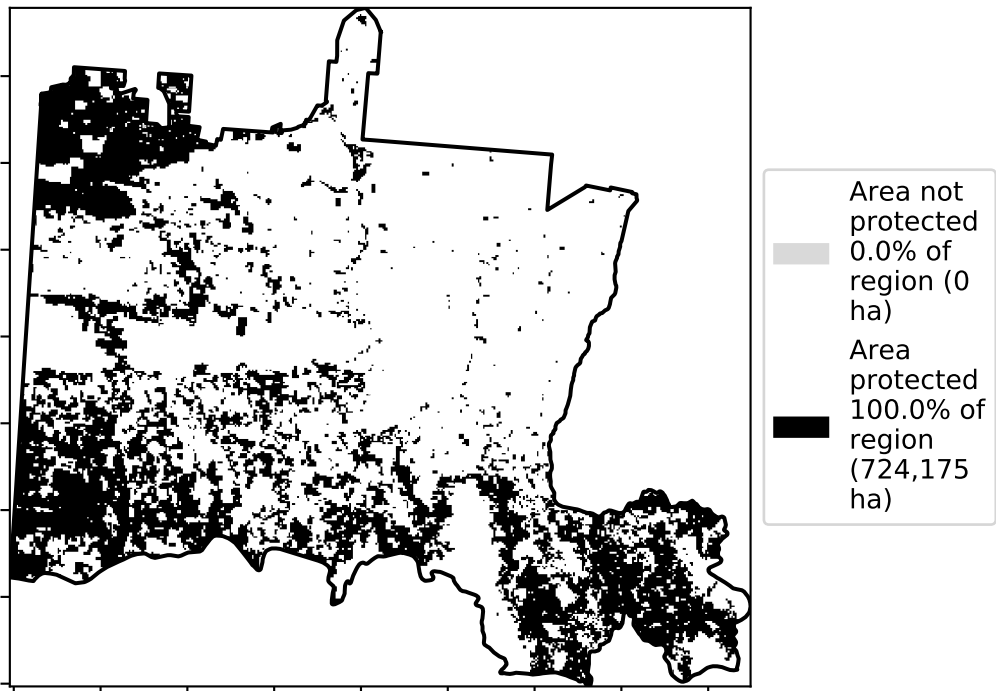 Area not
protected
0.0% of
region (0
ha)
Area
protected
100.0% of
region
(724,175
ha)